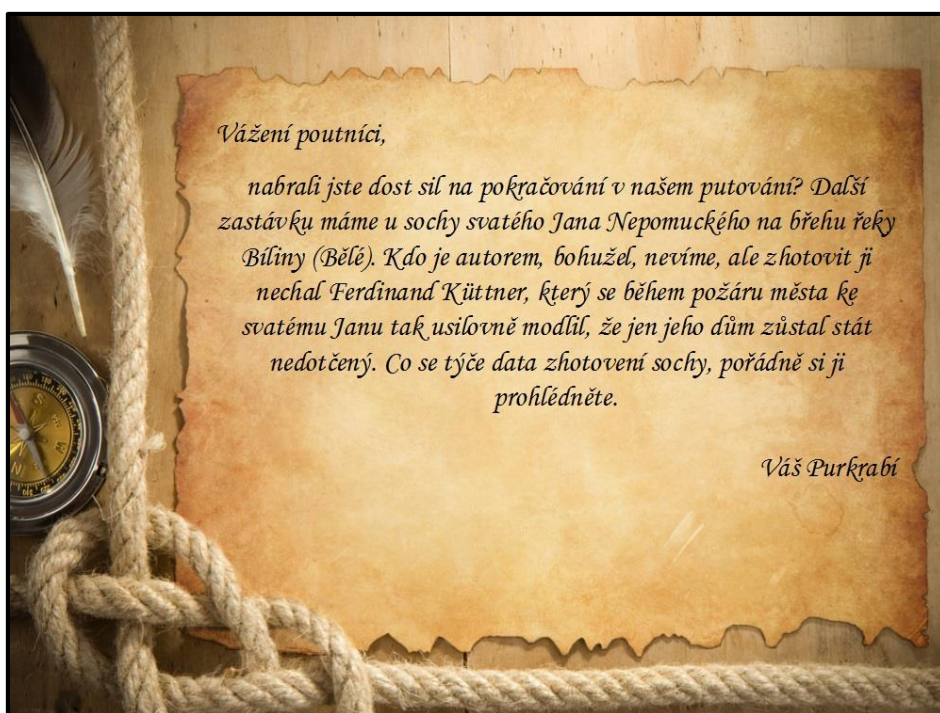 Vážení poutníci,
nabrali jste dost sil na pokračování v našem putování? Další
zastávku máme u sochy svatého Jana Nepomuckého na břehu řeky
Bíliny (Bělé). Kdo je autorem, bohužel, nevíme, ale zhotovit ji
nechal Ferdinand Küttner, který se během požáru města ke
svatému Janu tak usilovně modlil, že jen jeho dům zůstal stát
nedotčený. Co se týče data zhotovení sochy, pořádně si ji
prohlédněte.
Váš Purkrabí